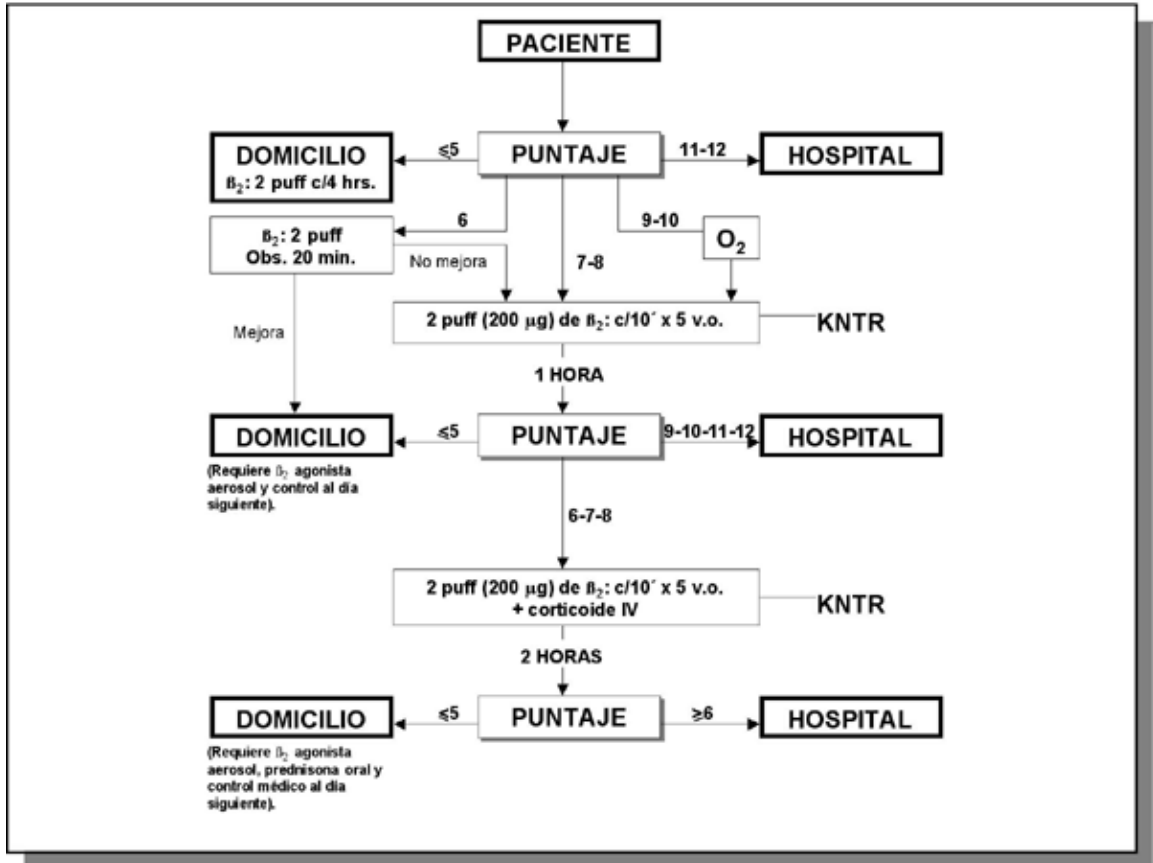 PACIENTE
DOMICILIO
ß₂: 2 puff c/4 hrs.
≤5
PUNTAJE
11-12
HOSPITAL
6
9-10
ß₂: 2 puff
Obs. 20 min.
O₂
No mejora
7-8
Mejora
2 puff (200 µg) de ß₂: c/10´ x 5 v.o.
KNTR
1 HORA
DOMICILIO
≤5
PUNTAJE
9-10-11-12
HOSPITAL
(Requiere ß₂ agonista
aerosol y control al día
siguiente).
6-7-8
2 puff (200 µg) de ß₂: c/10´ x 5 v.o.
+ corticoide IV
KNTR
2 HORAS
DOMICILIO
≤5
PUNTAJE
≥6
HOSPITAL
(Requiere ß₂ agonista
aerosol, prednisona oral y
control médico al día
siguiente).